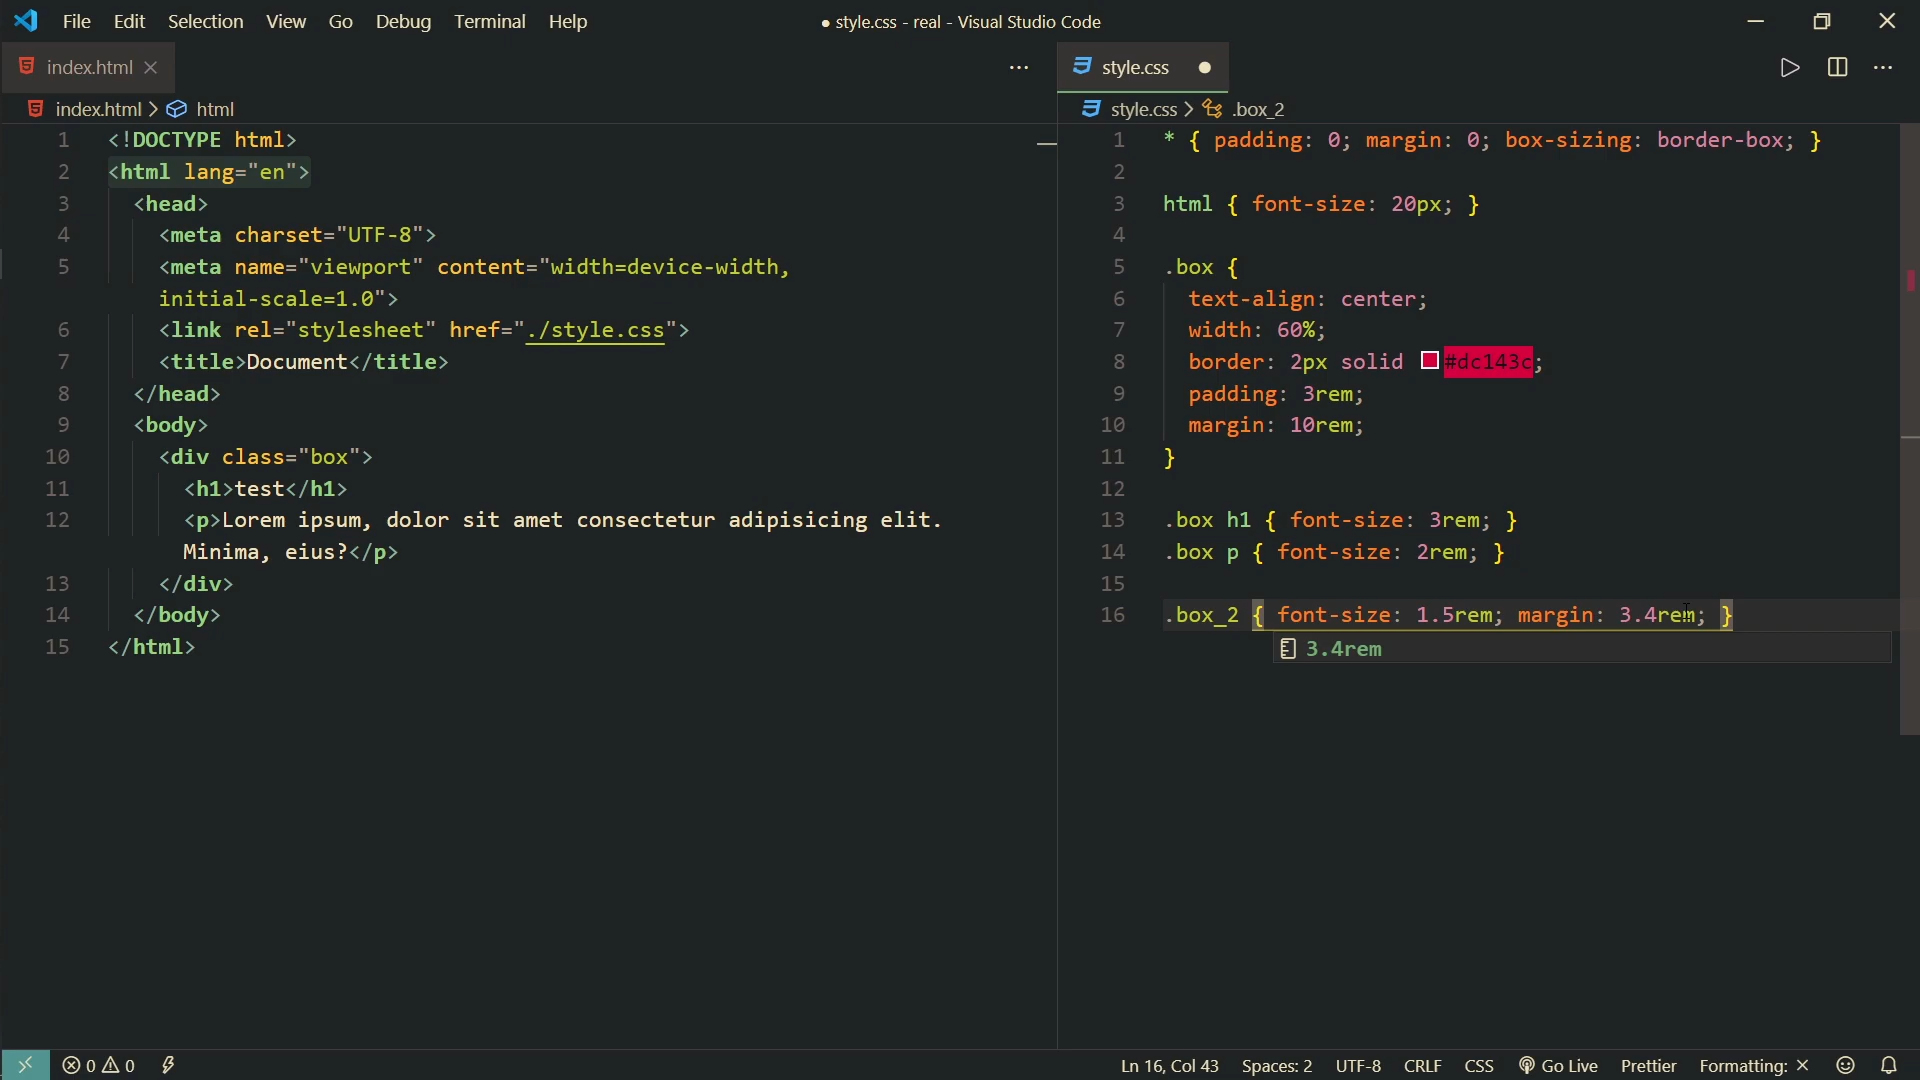 File Edit Selection View Go Debug Terminal Help
● style.css - real - Visual Studio Code
index.html
style.css
index.html > html
style.css > .box_2
1 <!DOCTYPE html>
2 <html lang="en">
3 <head>
4 <meta charset="UTF-8">
5 <meta name="viewport" content="width=device-width,
initial-scale=1.0">
6 <link rel="stylesheet" href="./style.css">
7 <title>Document</title>
8 </head>
9 <body>
10 <div class="box">
11 <h1>test</h1>
12 <p>Lorem ipsum, dolor sit amet consectetur adipisicing elit.
Minima, eius?</p>
13 </div>
14 </body>
15 </html>
1 * { padding: 0; margin: 0; box-sizing: border-box; }
2
3 html { font-size: 20px; }
4
5 .box {
6 text-align: center;
7 width: 60%;
8 border: 2px solid #dc143c;
9 padding: 3rem;
10 margin: 10rem;
11 }
12
13 .box h1 { font-size: 3rem; }
14 .box p { font-size: 2rem; }
15
16 .box_2 { font-size: 1.5rem; margin: 3.4rem; }
3.4rem
0 0
Ln 16, Col 43 Spaces: 2 UTF-8 CRLF CSS Go Live Prettier Formatting: ×